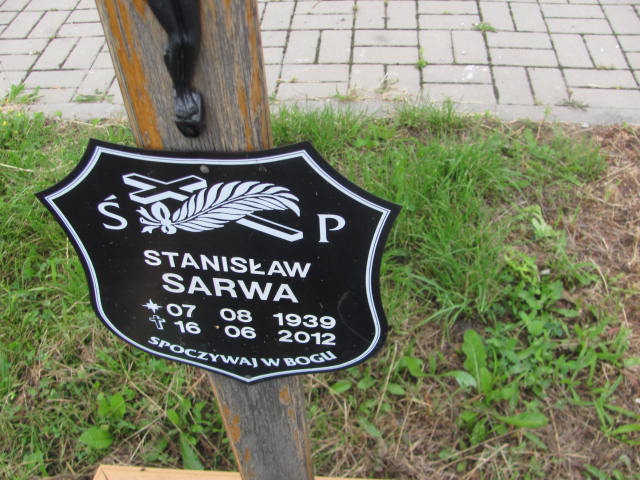 Ś P
STANISŁAW
SARWA
07 08 1939
16 06 2012
SPOCZYWAJ W BOGU